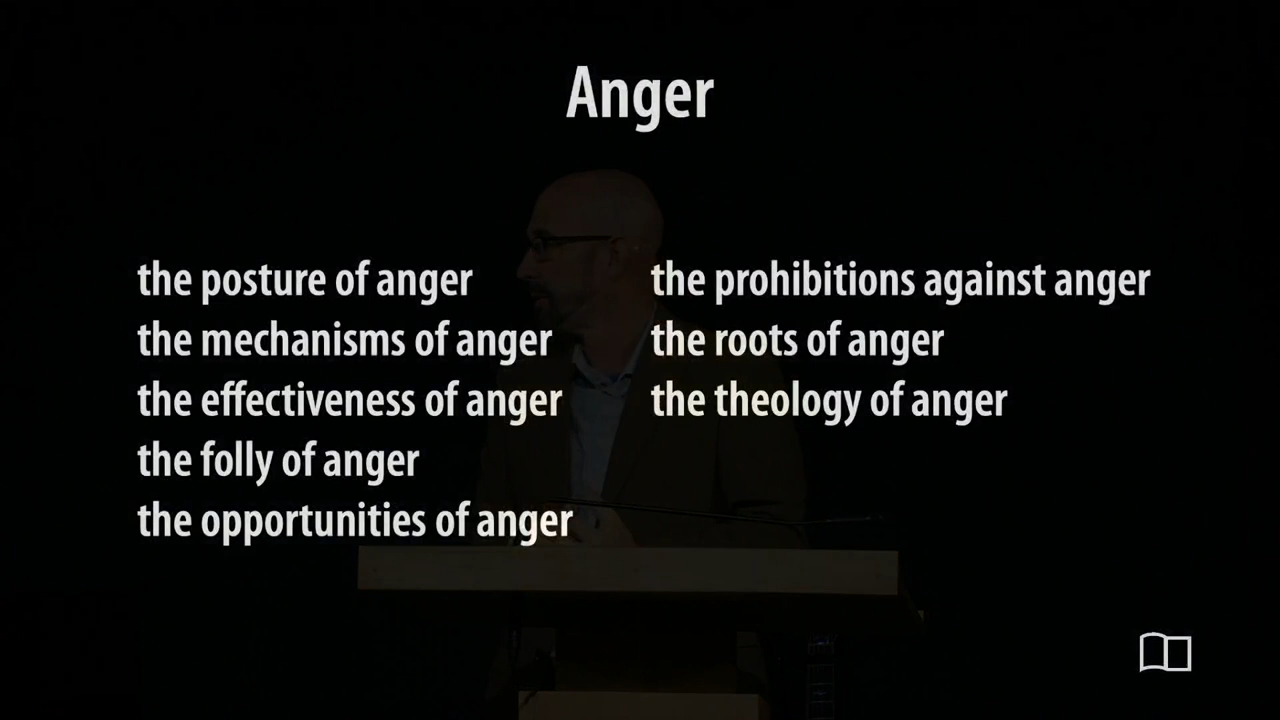 Anger
the posture of anger
the mechanisms of anger
the effectiveness of anger
the folly of anger
the opportunities of anger
the prohibitions against anger
the roots of anger
the theology of anger